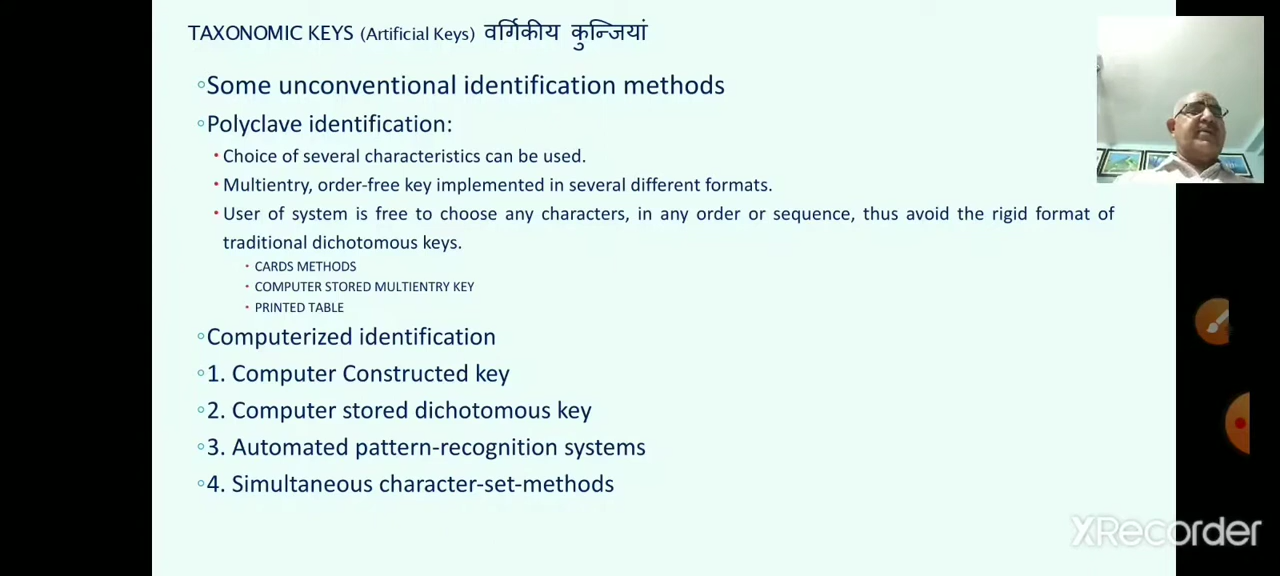 TAXONOMIC KEYS (Artificial Keys) वर्गिकीय कुन्जियां
◦Some unconventional identification methods
◦Polyclave identification:
• Choice of several characteristics can be used.
• Multientry, order-free key implemented in several different formats.
• User of system is free to choose any characters, in any order or sequence, thus avoid the rigid format of
traditional dichotomous keys.
• CARDS METHODS
• COMPUTER STORED MULTIENTRY KEY
• PRINTED TABLE
◦Computerized identification
◦1. Computer Constructed key
◦2. Computer stored dichotomous key
◦3. Automated pattern-recognition systems
◦4. Simultaneous character-set-methods
XRecorder